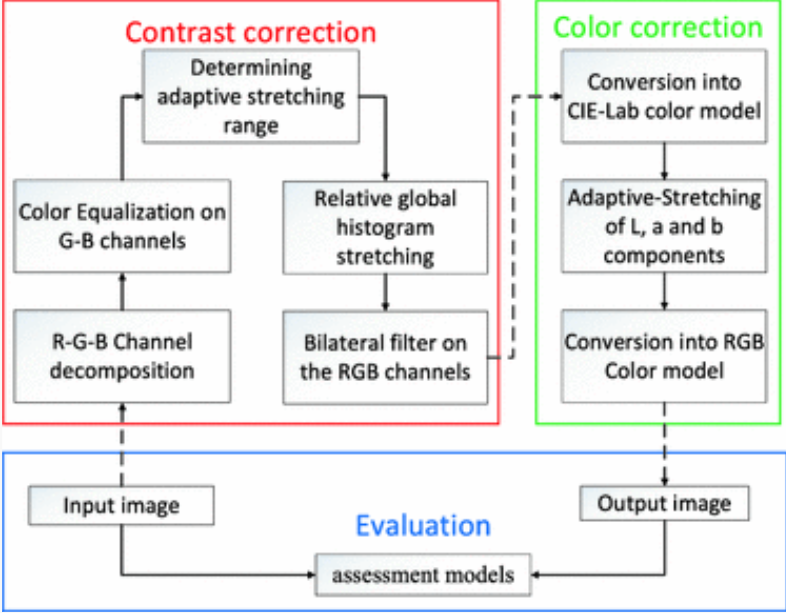 Contrast correction
Determining
adaptive stretching
range
Color Equalization on
G-B channels
R-G-B Channel
decomposition
Relative global
histogram
stretching
Bilateral filter on
the RGB channels
Color correction
Conversion into
CIE-Lab color model
Adaptive-Stretching
of L, a and b
components
Conversion into RGB
Color model
Input image
Evaluation
Output image
assessment models